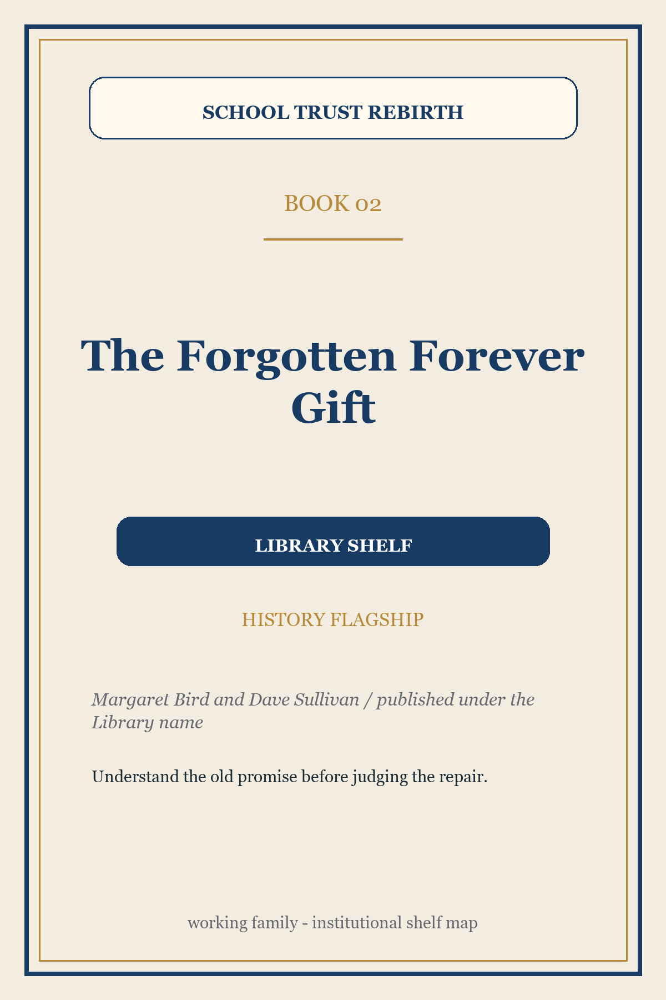 SCHOOL TRUST REBIRTH
BOOK 02
The Forgotten Forever
Gift
LIBRARY SHELF
HISTORY FLAGSHIP
Margaret Bird and Dave Sullivan / published under the
Library name
Understand the old promise before judging the repair.
working family - institutional shelf map